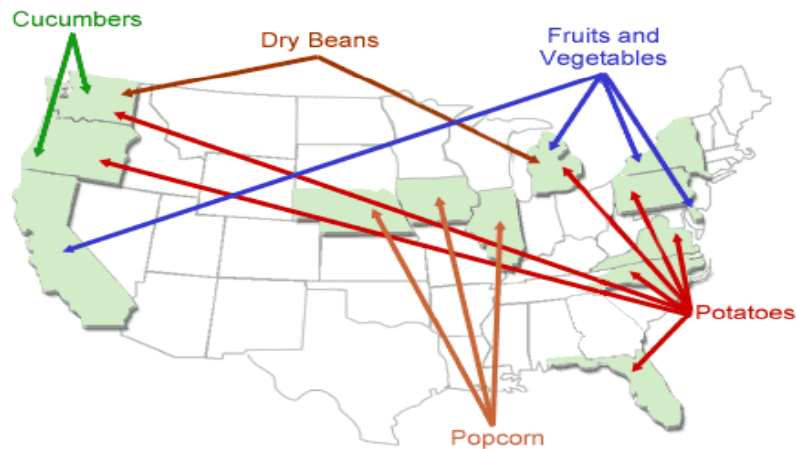 Cucumbers
Dry Beans
Fruits and
Vegetables
Potatoes
Popcorn